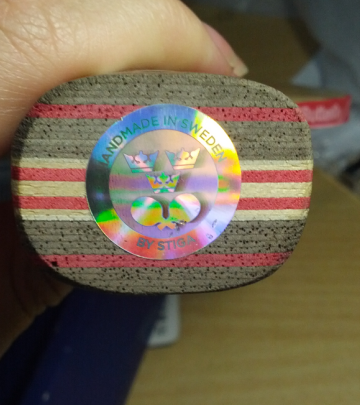 HANDMADE IN SWEDEN
BY STIGA